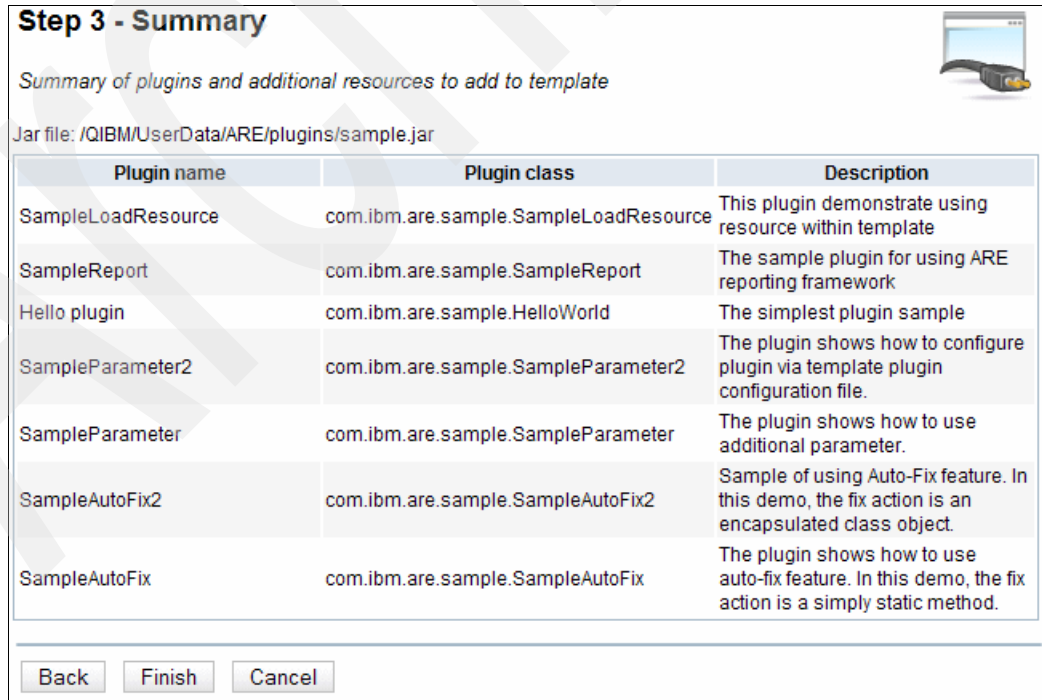 Step 3 - Summary
Summary of plugins and additional resources to add to template
Jar file: /QIBM/UserData/ARE/plugins/sample.jar
Plugin name Plugin class Description
SampleLoadResource com.ibm.are.sample.SampleLoadResource This plugin demonstrate using
resource within template
SampleReport com.ibm.are.sample.SampleReport The sample plugin for using ARE
reporting framework
Hello plugin com.ibm.are.sample.HelloWorld The simplest plugin sample
SampleParameter2 com.ibm.are.sample.SampleParameter2 The plugin shows how to configure
plugin via template plugin
configuration file.
SampleParameter com.ibm.are.sample.SampleParameter The plugin shows how to use
additional parameter.
SampleAutoFix2 com.ibm.are.sample.SampleAutoFix2 Sample of using Auto-Fix feature. In
this demo, the fix action is an
encapsulated class object.
SampleAutoFix com.ibm.are.sample.SampleAutoFix The plugin shows how to use
auto-fix feature. In this demo, the fix
action is a simply static method.
Back Finish Cancel